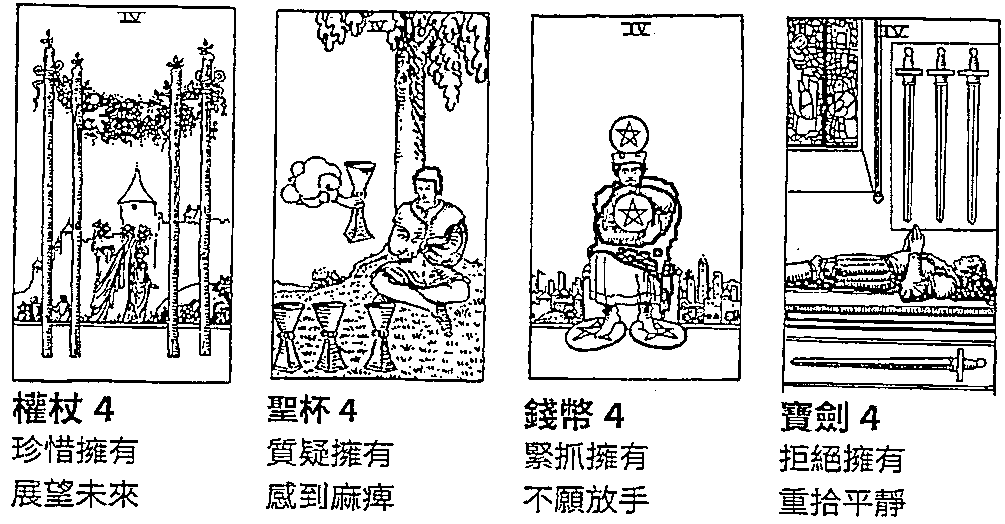 IV
IV
IV
IV
權杖 4
珍惜擁有
展望未來
聖杯 4
質疑擁有
感到麻痺
錢幣 4
緊抓擁有
不願放手
寶劍 4
拒絕擁有
重拾平靜